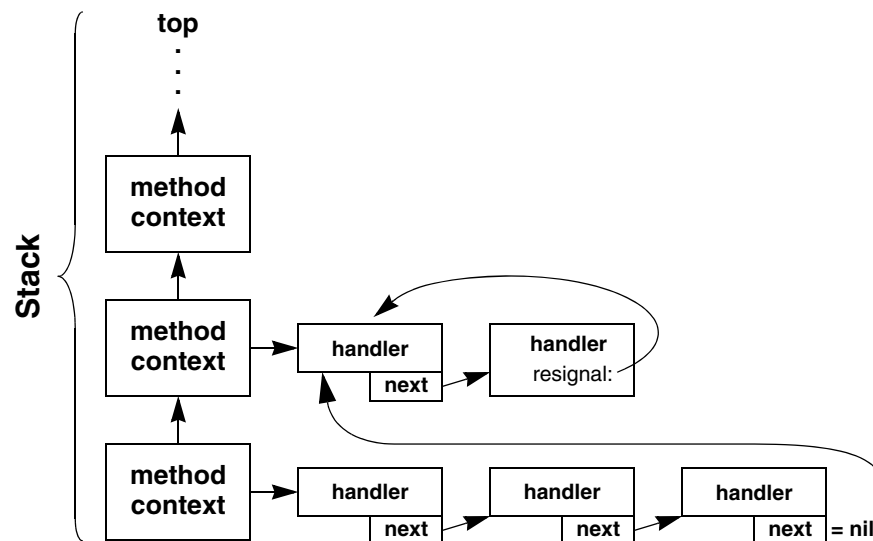 top
.
.
.
Stack
method
context
method
context
handler
next
handler
resignal:
method
context
handler
next
handler
next
handler
next = nil